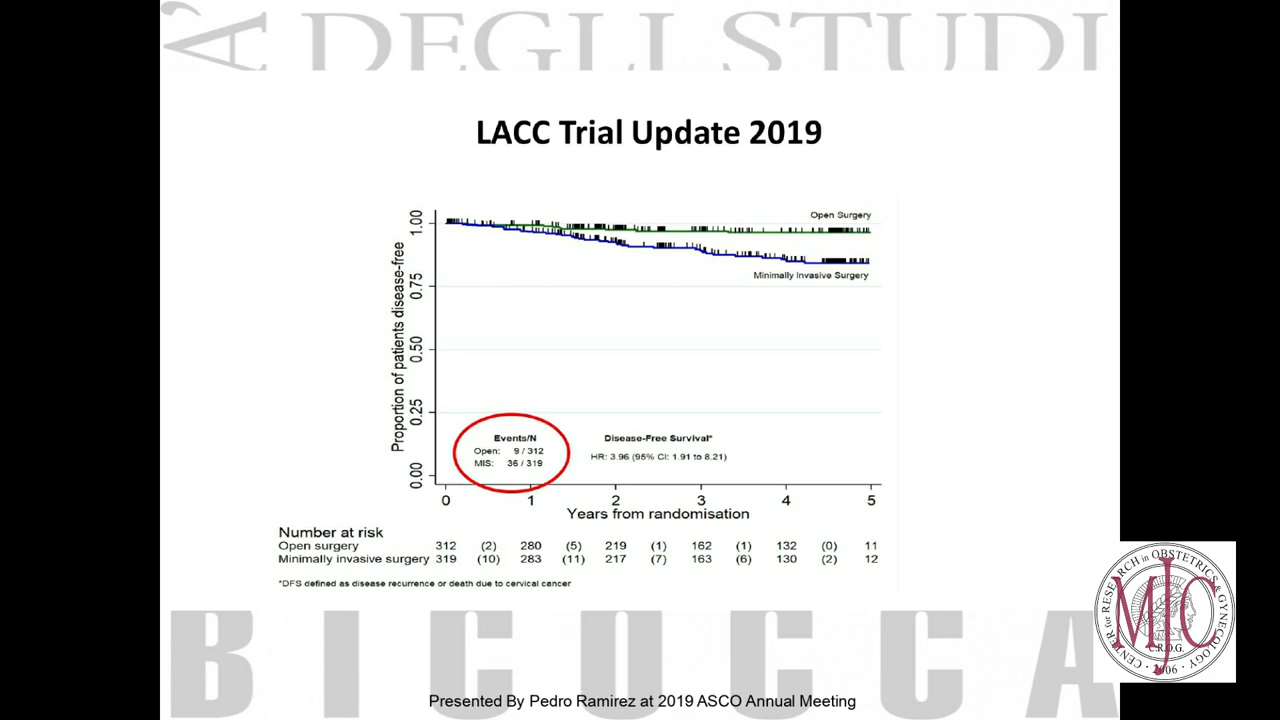 A DEGLI STUDI
LACC Trial Update 2019
Open Surgery
Minimally Invasive Surgery
Proportion of patients disease-free
1.00
0.75
0.50
0.25
0.00
Events/N
Open: 9 / 312
MIS: 36 / 319
Disease-Free Survival*
HR: 3.96 (95% CI: 1.91 to 8.21)
0 1 2 3 4 5
Years from randomisation
Number at risk
Open surgery 312 (2) 280 (5) 219 (1) 162 (1) 132 (0) 11
Minimally invasive surgery 319 (10) 283 (11) 217 (7) 163 (6) 130 (2) 12
*DFS defined as disease recurrence or death due to cervical cancer
BICOCCA
CENTER for RESEARCH in OBSTETRICS & GYNECOLOGY
MJC
C.R.O.G.
2006
Presented By Pedro Ramirez at 2019 ASCO Annual Meeting